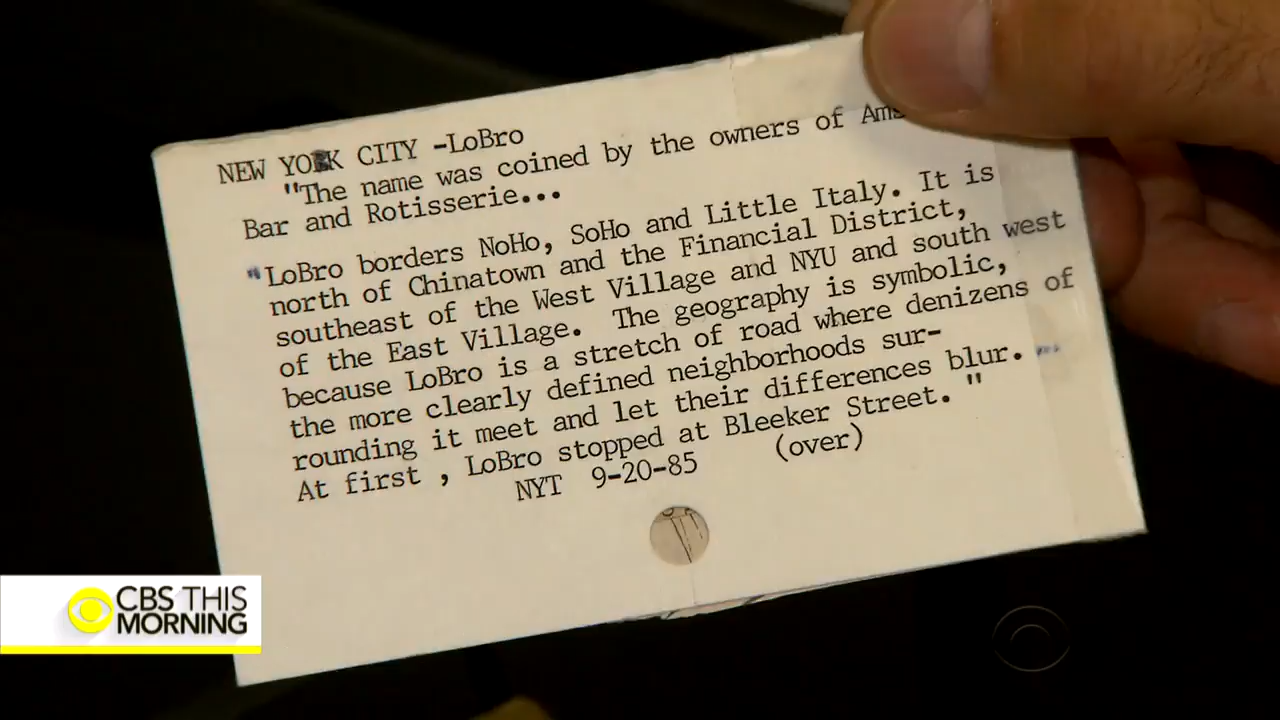 NEW YORK CITY -LoBro
"The name was coined by the owners of
Bar and Rotisserie...
"LoBro borders NoHo, SoHo and Little Italy. It is
north of Chinatown and the Financial District,
southeast of the West Village and NYU and south west
of the East Village. The geography is symbolic,
because LoBro is a stretch of road where denizens of
the more clearly defined neighborhoods sur-
rounding it meet and let their differences blur...
At first , LoBro stopped at Bleeker Street. "
NYT 9-20-85 (over)
CBS THIS
MORNING